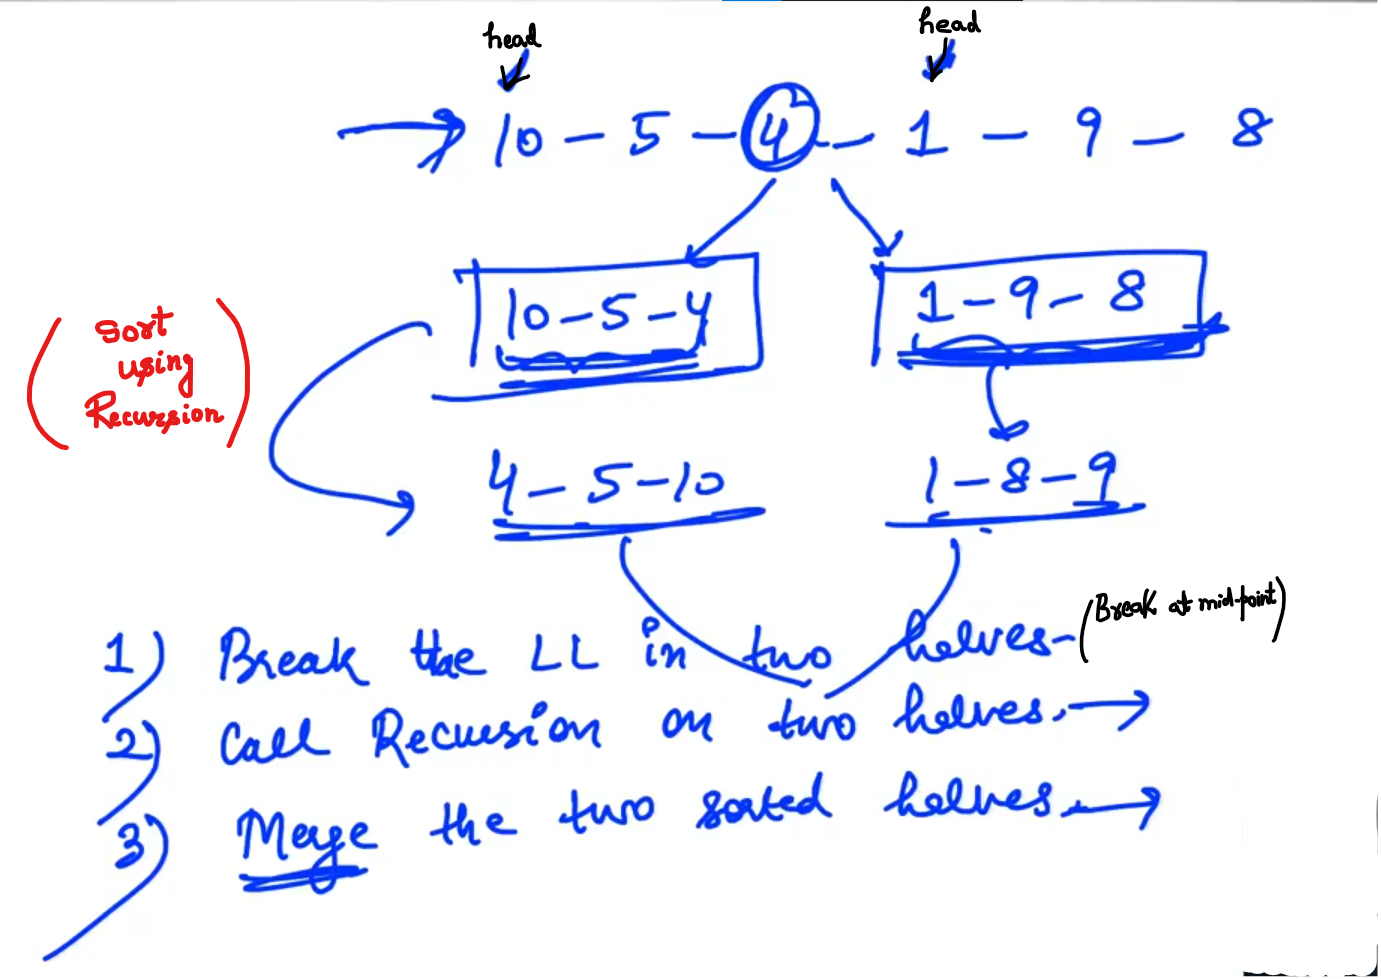 head head
10 - 5 - 4 - 1 - 9 - 8
10 - 5 - 4 1 - 9 - 8
(Sort
using
Recursion)
4 - 5 - 10 1 - 8 - 9
1) Break the LL in two halves - (Break at mid-point)
2) Call Recursion on two halves. →
3) Merge the two sorted halves. →